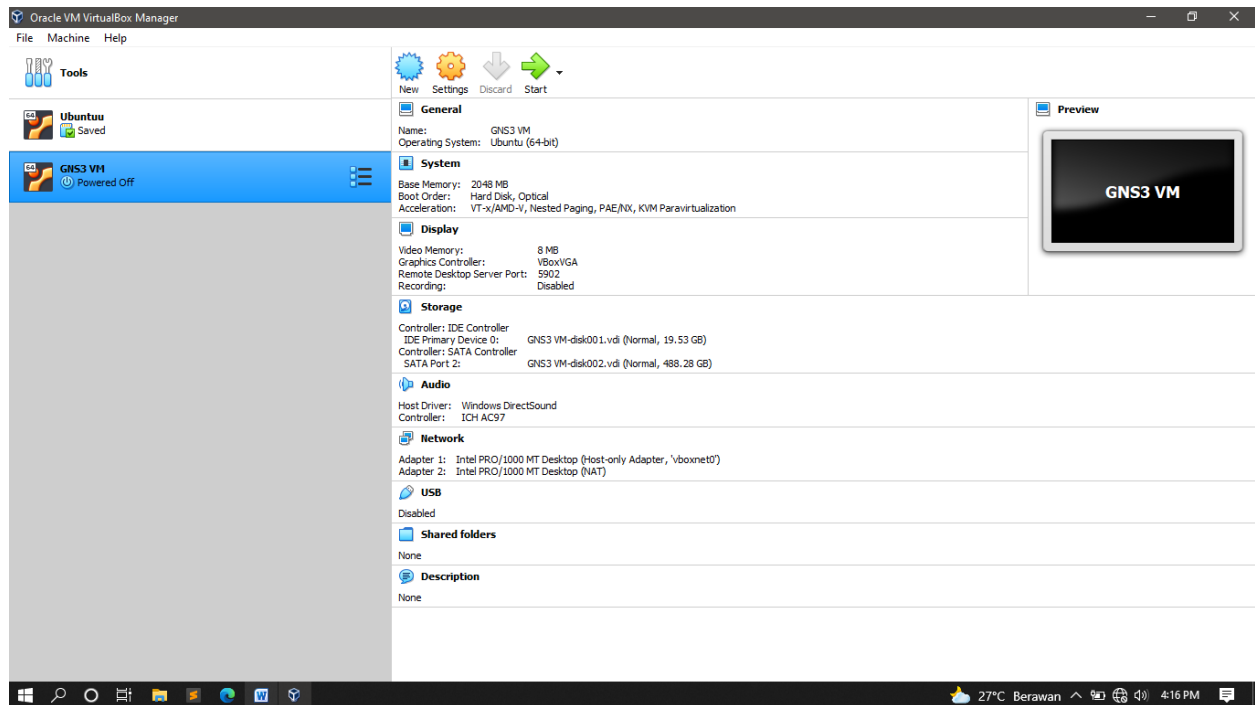 Oracle VM VirtualBox Manager
File Machine Help
Tools
New Settings Discard Start
64
Ubuntuu
Saved
64
GNS3 VM
Powered Off
General
Name: GNS3 VM
Operating System: Ubuntu (64-bit)
System
Base Memory: 2048 MB
Boot Order: Hard Disk, Optical
Acceleration: VT-x/AMD-V, Nested Paging, PAE/NX, KVM Paravirtualization
Display
Video Memory: 8 MB
Graphics Controller: VBoxVGA
Remote Desktop Server Port: 5902
Recording: Disabled
Storage
Controller: IDE Controller
IDE Primary Device 0: GNS3 VM-disk001.vdi (Normal, 19.53 GB)
Controller: SATA Controller
SATA Port 2: GNS3 VM-disk002.vdi (Normal, 488.28 GB)
Audio
Host Driver: Windows DirectSound
Controller: ICH AC97
Network
Adapter 1: Intel PRO/1000 MT Desktop (Host-only Adapter, 'vboxnet0')
Adapter 2: Intel PRO/1000 MT Desktop (NAT)
USB
Disabled
Shared folders
None
Description
None
Preview
GNS3 VM
27°C Berawan 4:16 PM